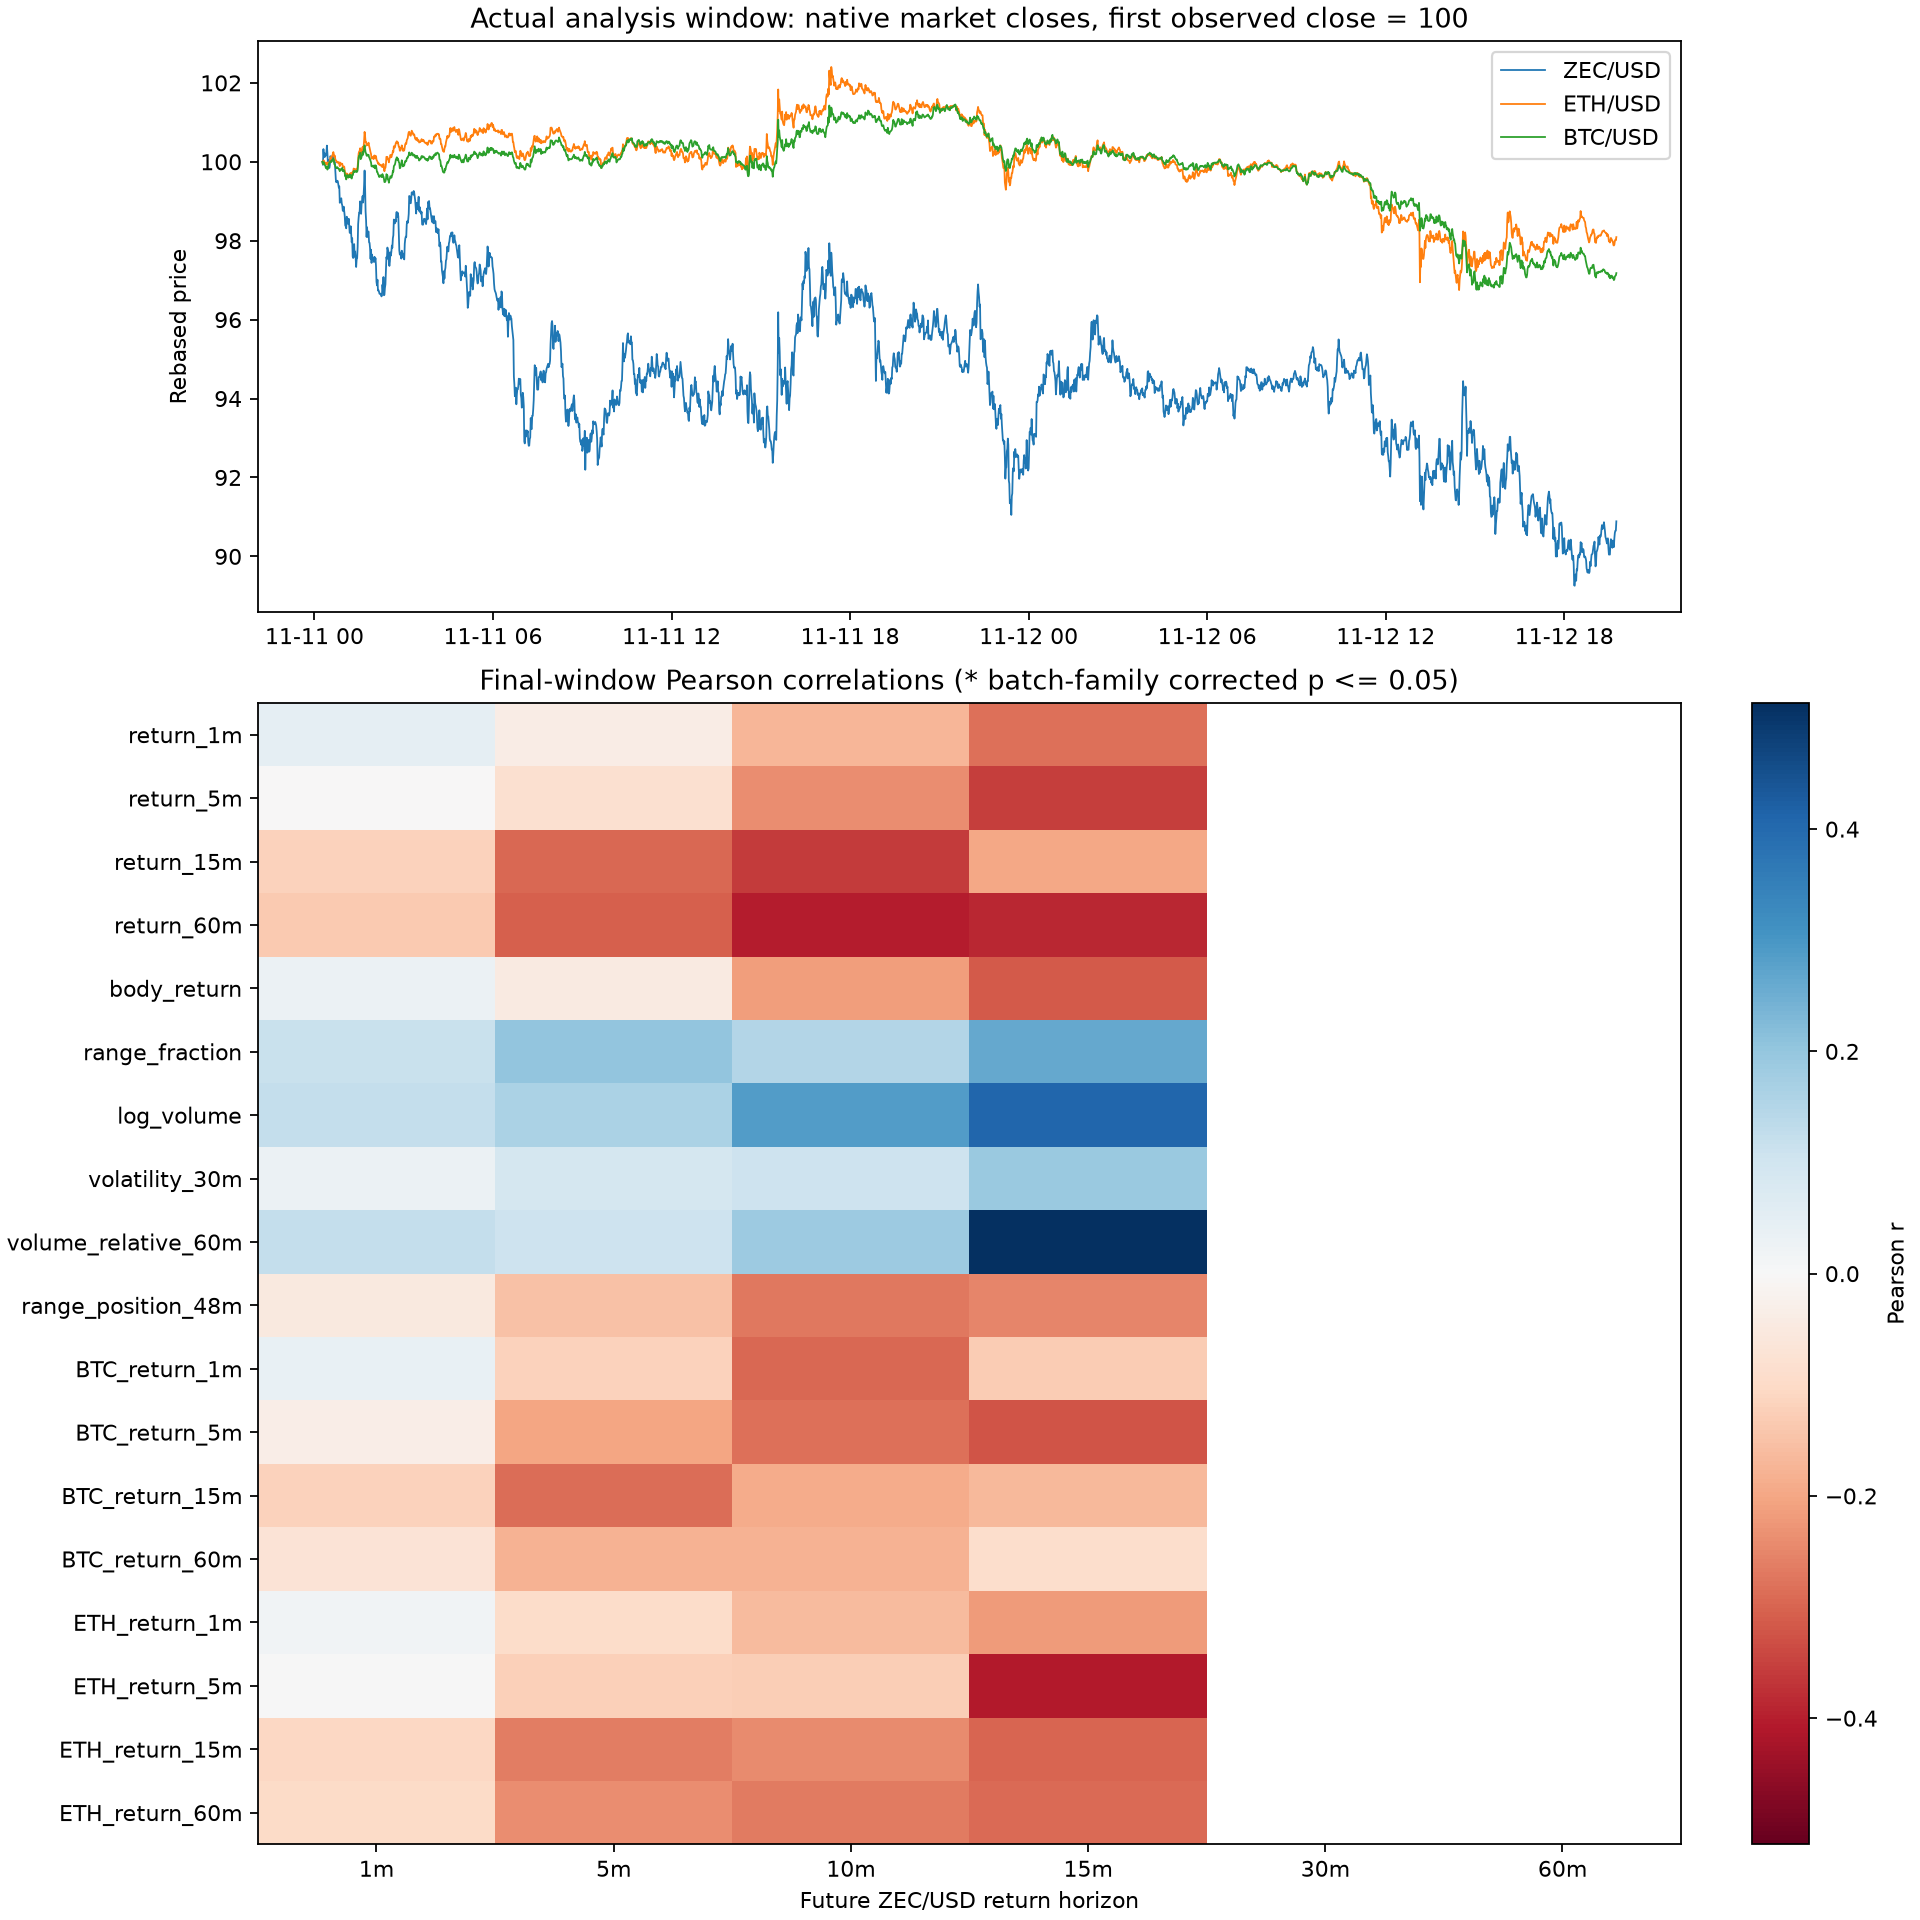 Actual analysis window: native market closes, first observed close = 100
ZEC/USD
ETH/USD
BTC/USD
Rebased price
102
100
98
96
94
92
90
11-11 00
11-11 06
11-11 12
11-11 18
11-12 00
11-12 06
11-12 12
11-12 18
Final-window Pearson correlations (* batch-family corrected p <= 0.05)
return_1m
return_5m
return_15m
return_60m
body_return
range_fraction
log_volume
volatility_30m
volume_relative_60m
range_position_48m
BTC_return_1m
BTC_return_5m
BTC_return_15m
BTC_return_60m
ETH_return_1m
ETH_return_5m
ETH_return_15m
ETH_return_60m
1m
5m
10m
15m
30m
60m
Future ZEC/USD return horizon
0.4
0.2
0.0
−0.2
−0.4
Pearson r